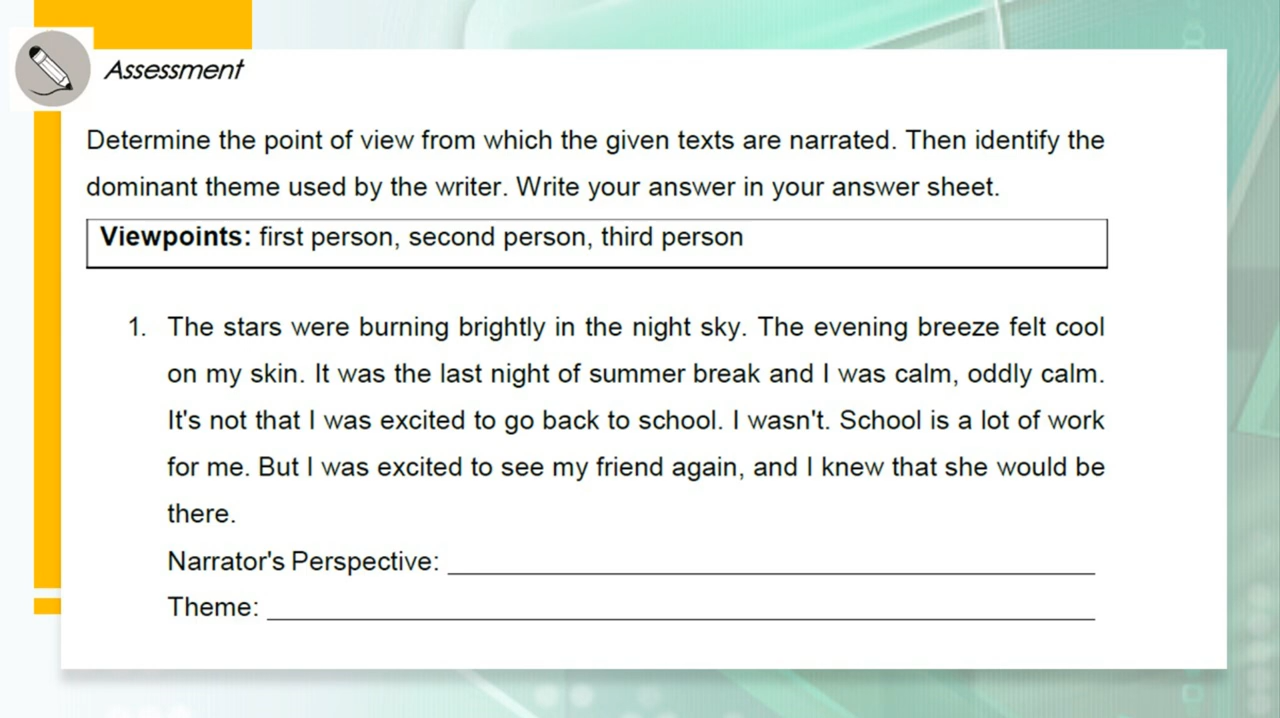 Assessment
Determine the point of view from which the given texts are narrated. Then identify the
dominant theme used by the writer. Write your answer in your answer sheet.
Viewpoints: first person, second person, third person
1. The stars were burning brightly in the night sky. The evening breeze felt cool
on my skin. It was the last night of summer break and I was calm, oddly calm.
It's not that I was excited to go back to school. I wasn't. School is a lot of work
for me. But I was excited to see my friend again, and I knew that she would be
there.
Narrator's Perspective:
Theme: